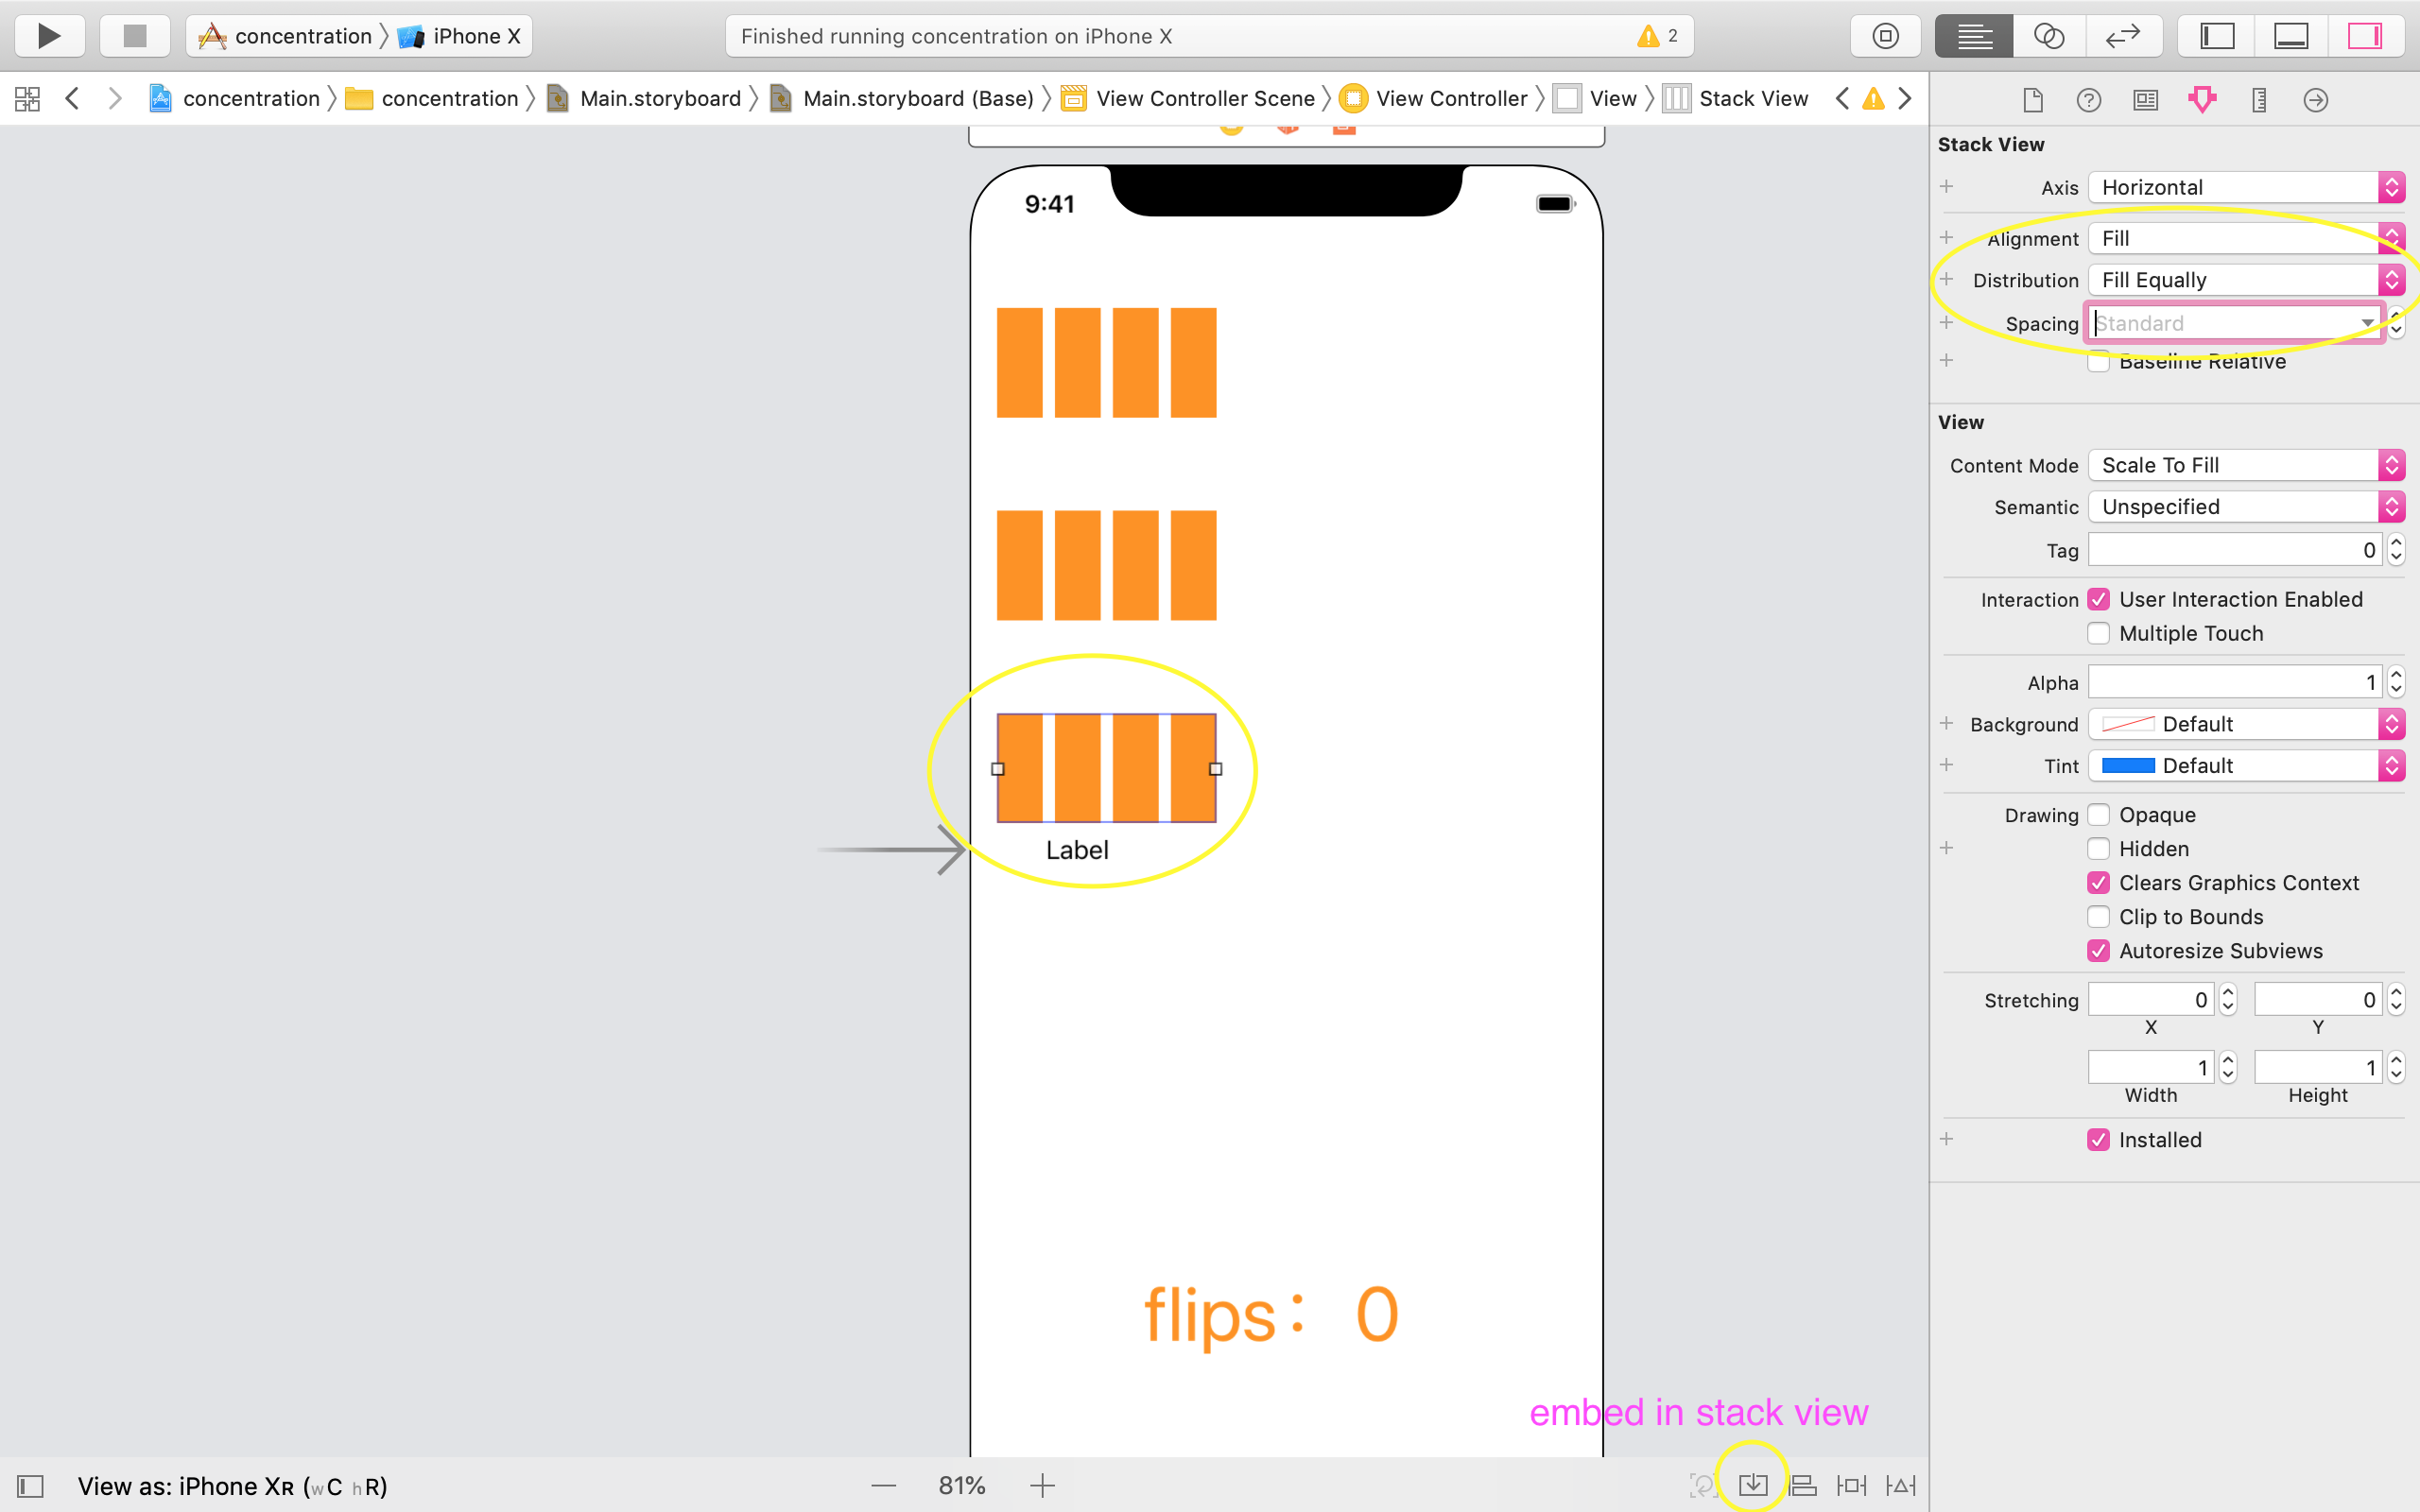 concentration iPhone X
Finished running concentration on iPhone X 2
concentration concentration Main.storyboard Main.storyboard (Base) View Controller Scene View Controller View Stack View
9:41
Label
flips: 0
embed in stack view
View as: iPhone XR (wC hR)
81%
Stack View
Axis Horizontal
Alignment Fill
Distribution Fill Equally
Spacing Standard
Baseline Relative
View
Content Mode Scale To Fill
Semantic Unspecified
Tag 0
Interaction User Interaction Enabled
Multiple Touch
Alpha 1
Background Default
Tint Default
Drawing Opaque
Hidden
Clears Graphics Context
Clip to Bounds
Autoresize Subviews
Stretching 0 0
X Y
1 1
Width Height
Installed